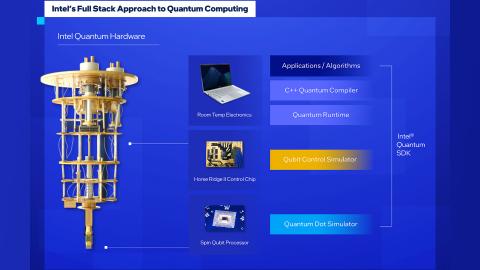 Intel's Full Stack Approach to Quantum Computing
Intel Quantum Hardware
Room Temp Electronics
Horse Ridge II Control Chip
Spin Qubit Processor
Applications / Algorithms
C++ Quantum Compiler
Quantum Runtime
Qubit Control Simulator
Quantum Dot Simulator
Intel®
Quantum
SDK